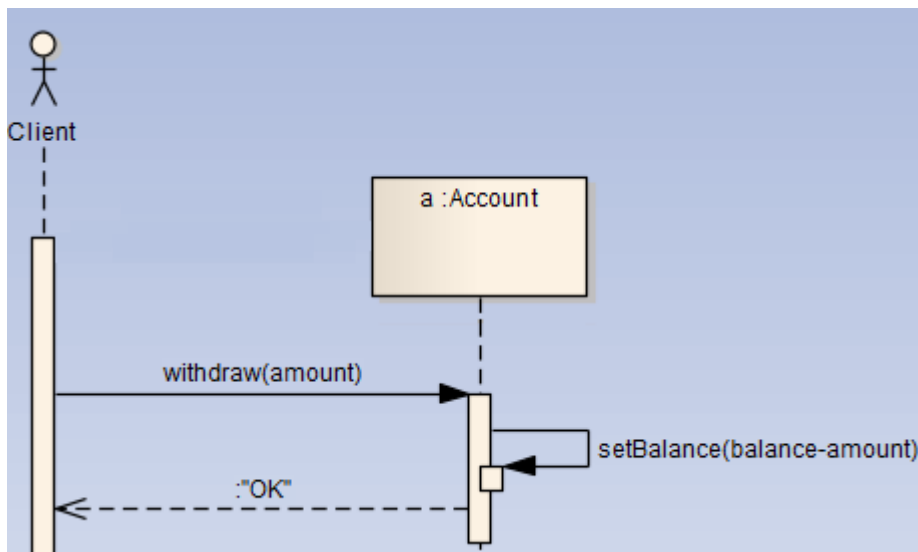 Client
a :Account
withdraw(amount)
setBalance(balance-amount)
:"OK"